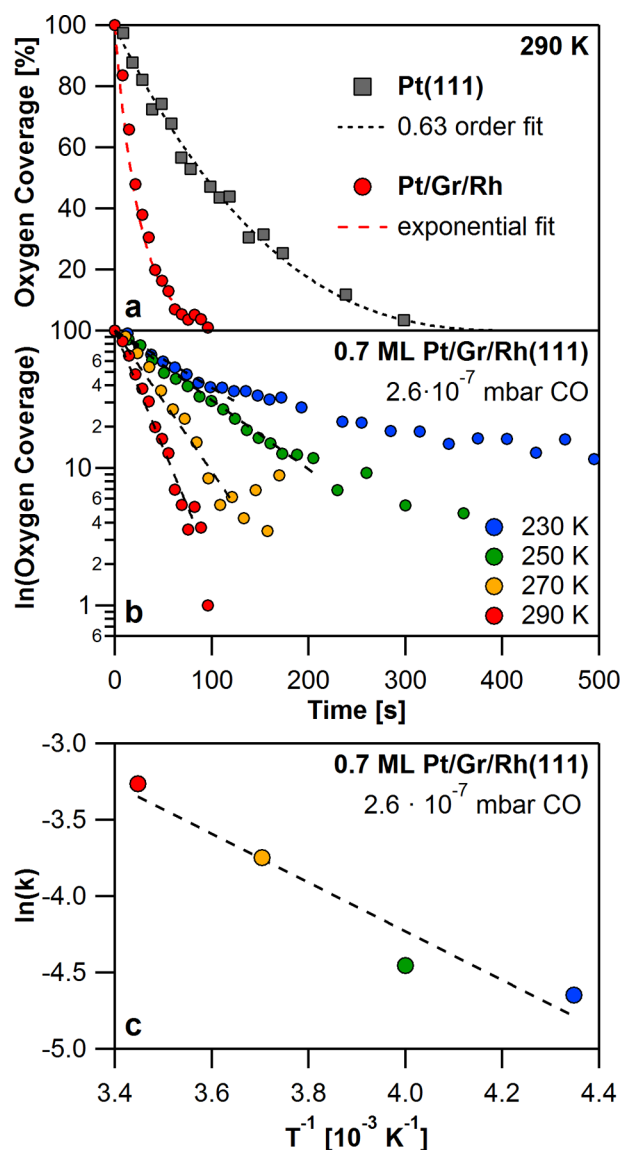 100
80
60
40
20
Oxygen Coverage [%]
290 K
Pt(111)
0.63 order fit
Pt/Gr/Rh
exponential fit
a
100
6
4
2
10
6
4
2
1
6
ln(Oxygen Coverage)
0.7 ML Pt/Gr/Rh(111)
2.6·10⁻⁷ mbar CO
230 K
250 K
270 K
290 K
b
0 100 200 300 400 500
Time [s]
-3.0
-3.5
-4.0
-4.5
-5.0
ln(k)
0.7 ML Pt/Gr/Rh(111)
2.6 · 10⁻⁷ mbar CO
c
3.4 3.6 3.8 4.0 4.2 4.4
T⁻¹ [10⁻³ K⁻¹]